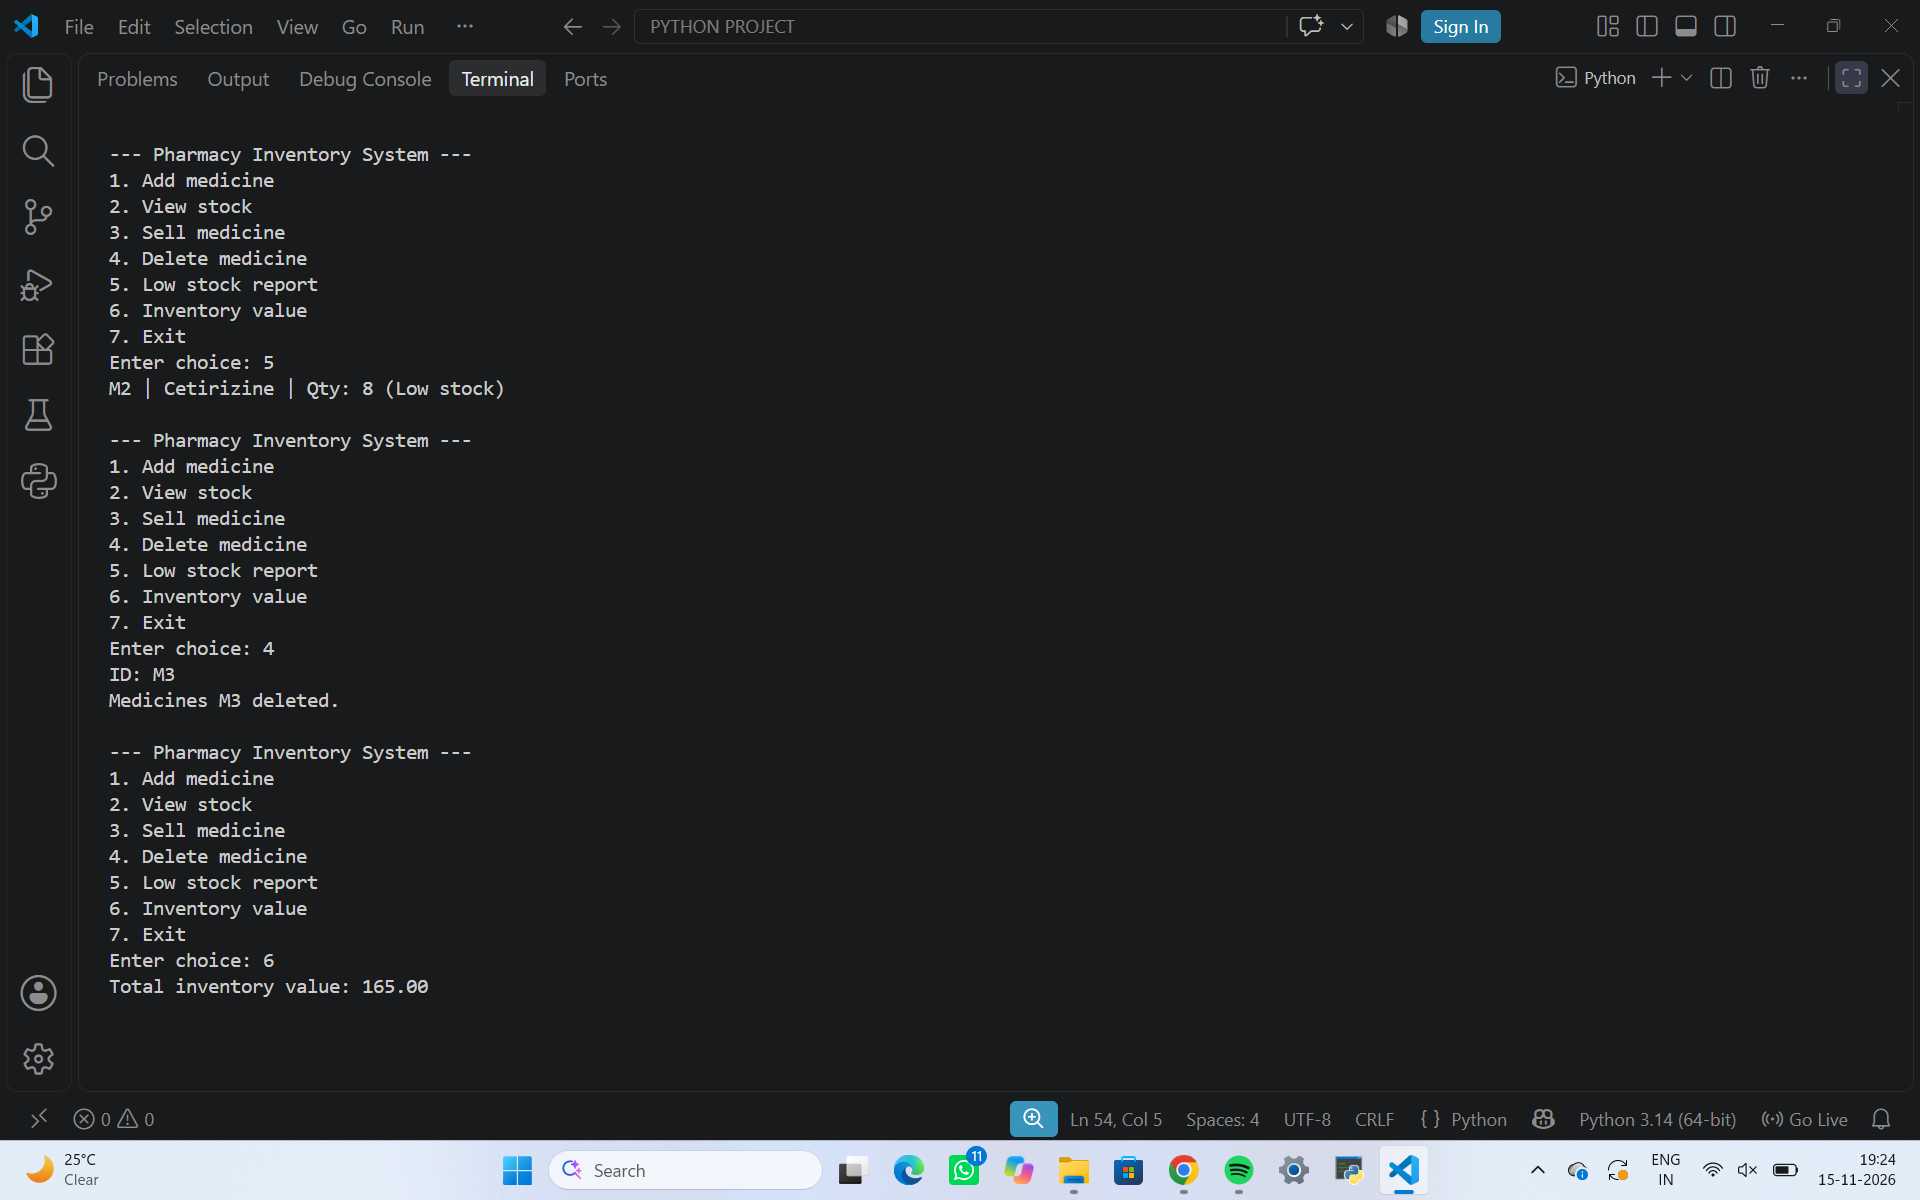 File Edit Selection View Go Run ··· PYTHON PROJECT Sign In
Problems Output Debug Console Terminal Ports Python
--- Pharmacy Inventory System ---
1. Add medicine
2. View stock
3. Sell medicine
4. Delete medicine
5. Low stock report
6. Inventory value
7. Exit
Enter choice: 5
M2 | Cetirizine | Qty: 8 (Low stock)
--- Pharmacy Inventory System ---
1. Add medicine
2. View stock
3. Sell medicine
4. Delete medicine
5. Low stock report
6. Inventory value
7. Exit
Enter choice: 4
ID: M3
Medicines M3 deleted.
--- Pharmacy Inventory System ---
1. Add medicine
2. View stock
3. Sell medicine
4. Delete medicine
5. Low stock report
6. Inventory value
7. Exit
Enter choice: 6
Total inventory value: 165.00
0 0 Ln 54, Col 5 Spaces: 4 UTF-8 CRLF { } Python Python 3.14 (64-bit) Go Live
25°C
Clear
Search
11
ENG
IN
19:24
15-11-2026